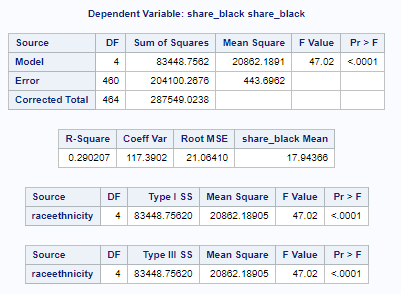 Dependent Variable: share_black share_black
Source DF Sum of Squares Mean Square F Value Pr > F
Model 4 83448.7562 20862.1891 47.02 <.0001
Error 460 204100.2676 443.6962
Corrected Total 464 287549.0238
R-Square Coeff Var Root MSE share_black Mean
0.290207 117.3902 21.06410 17.94366
Source DF Type I SS Mean Square F Value Pr > F
raceethnicity 4 83448.75620 20862.18905 47.02 <.0001
Source DF Type III SS Mean Square F Value Pr > F
raceethnicity 4 83448.75620 20862.18905 47.02 <.0001